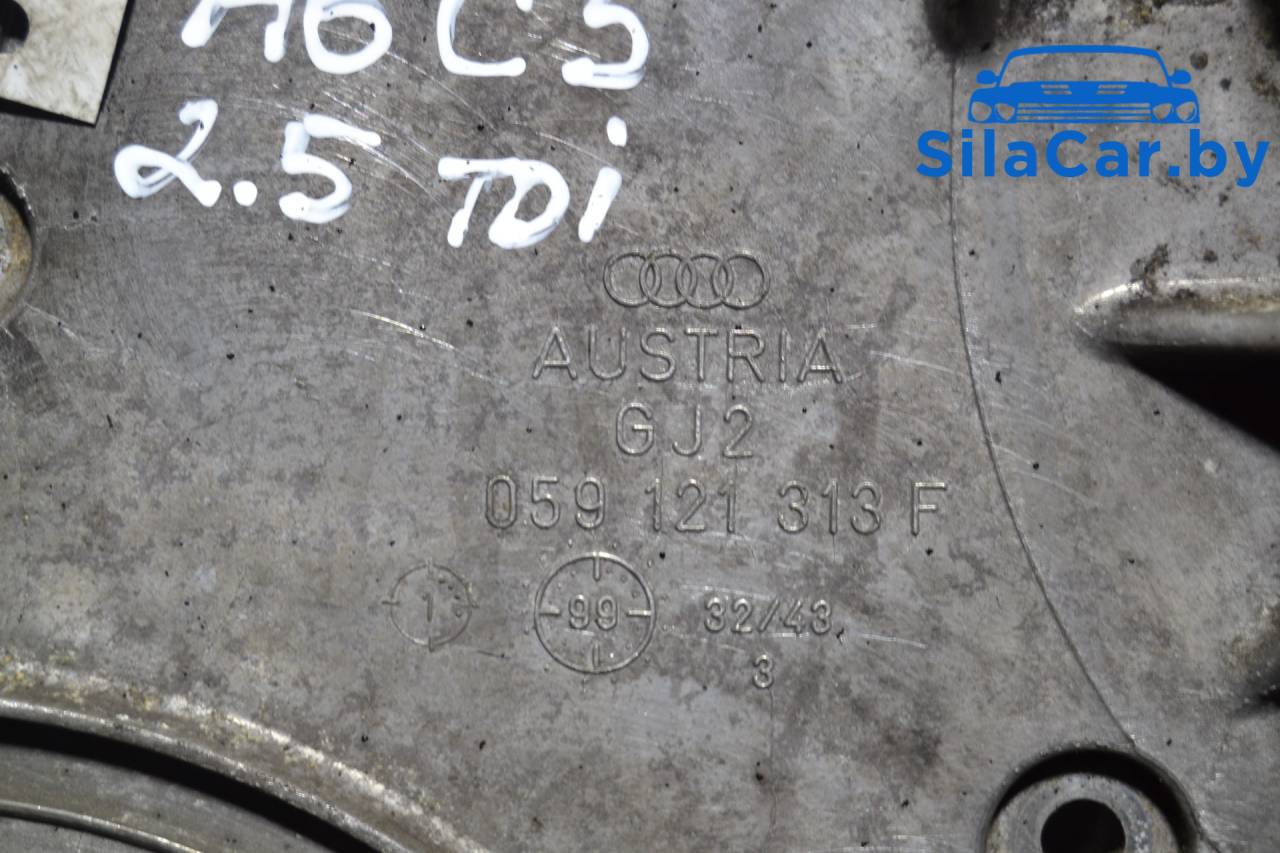 A6 C5
2.5 TDi
SilaCar.by
AUSTRIA
GJ2
059 121 313 F
1
99
32/43
3